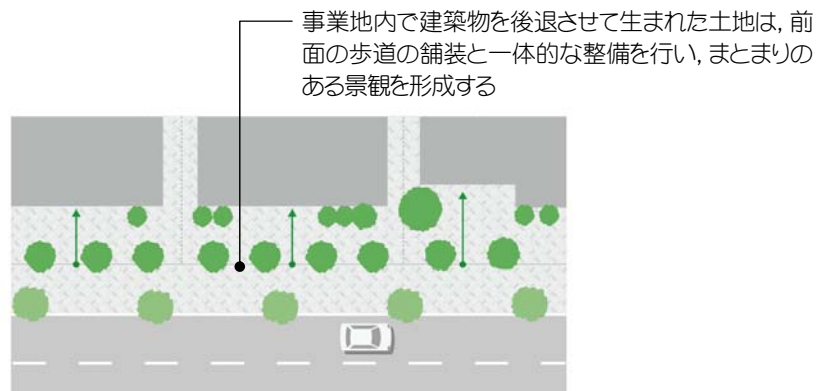 事業地内で建築物を後退させて生まれた土地は，前
面の歩道の舗装と一体的な整備を行い，まとまりの
ある景観を形成する